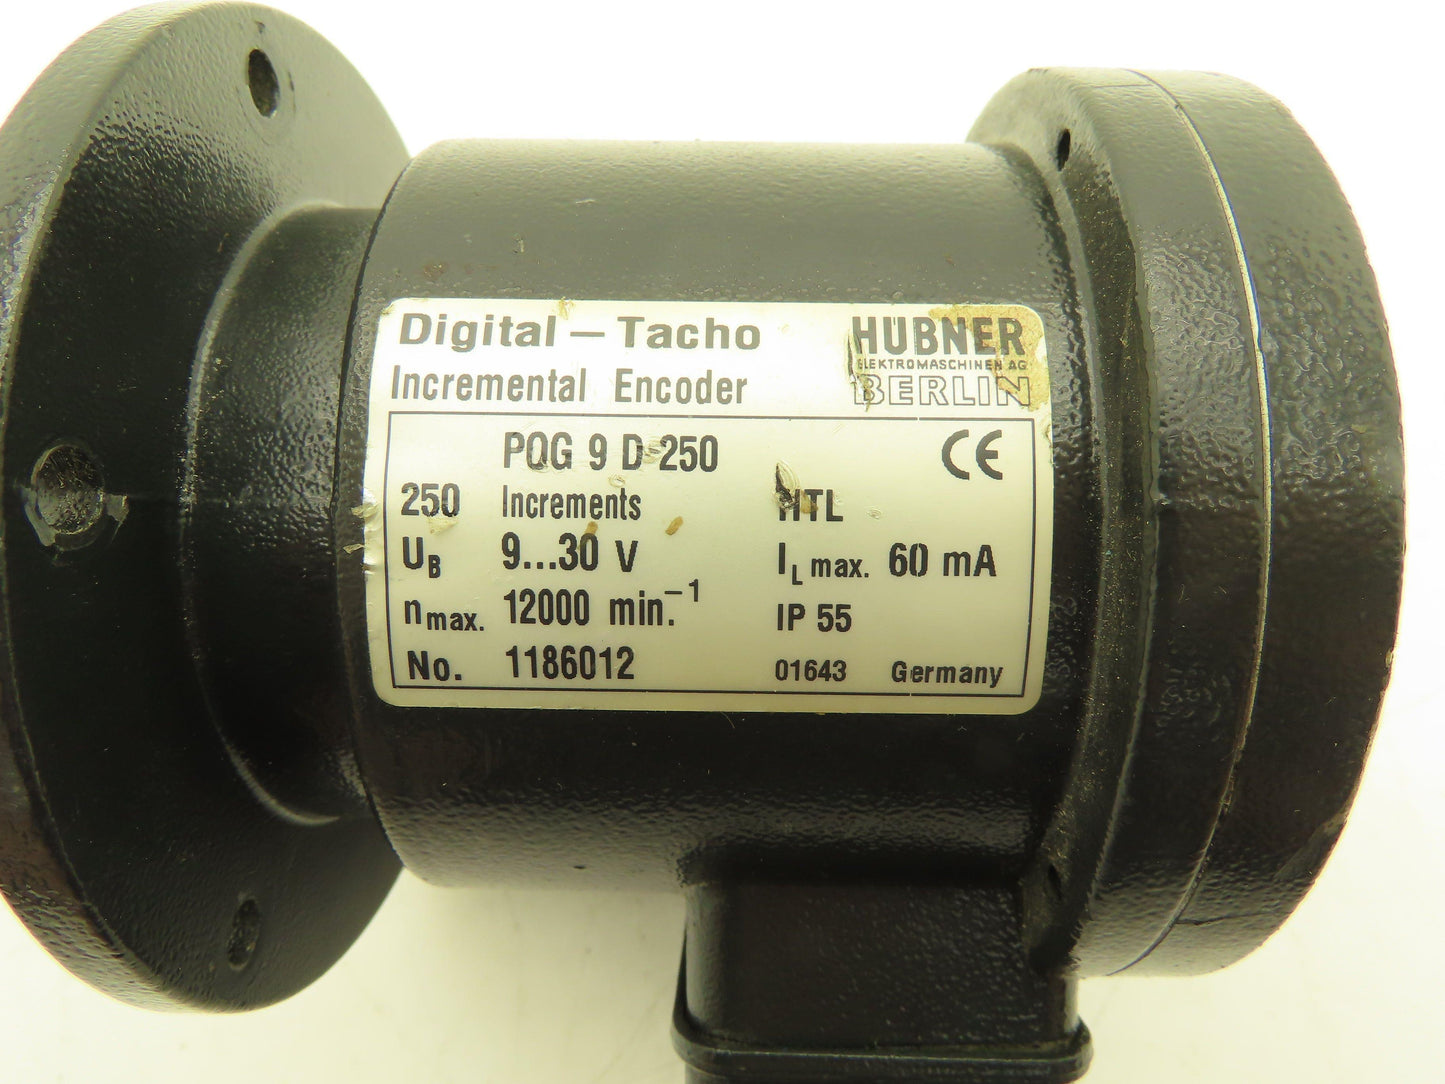 Digital – Tacho
Incremental Encoder
HÜBNER
ELEKTROMASCHINEN AG
BERLIN
PQG 9 D-250
CE
250 Increments HTL
UB 9...30 V IL max. 60 mA
nmax. 12000 min.⁻¹ IP 55
No. 1186012 01643 Germany